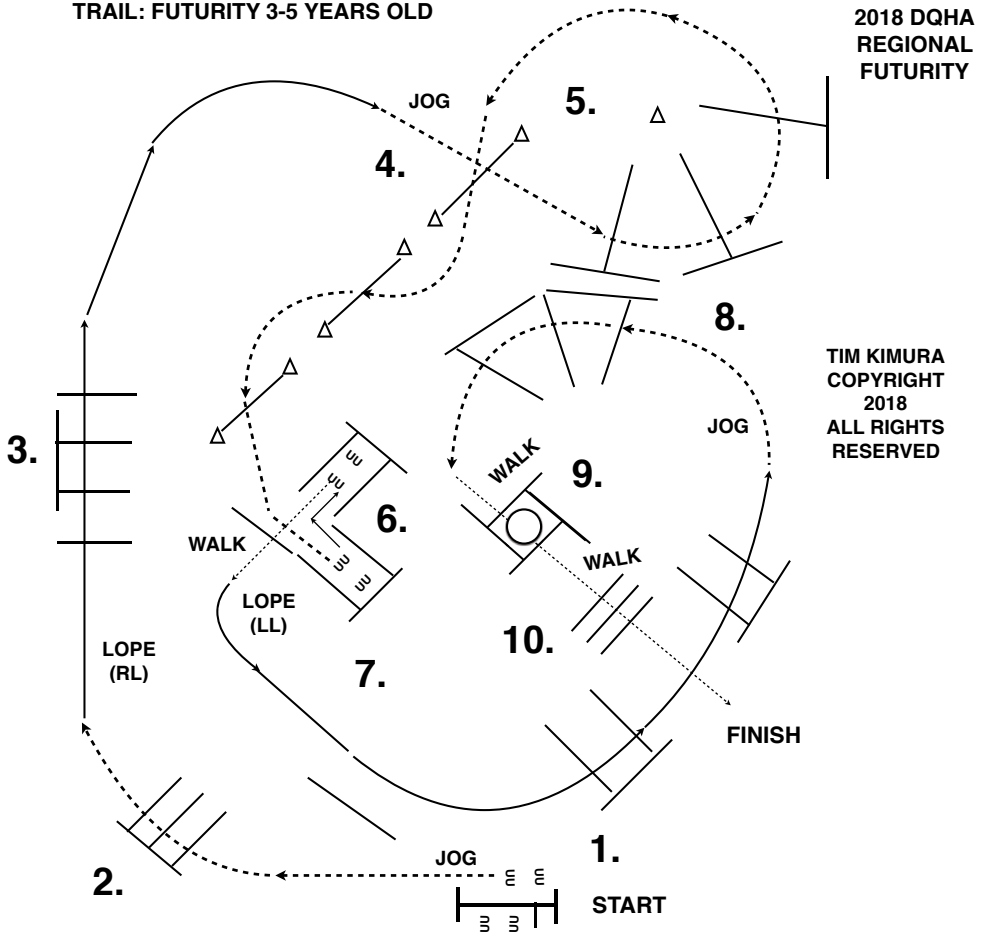 TRAIL: FUTURITY 3-5 YEARS OLD
2018 DQHA
REGIONAL
FUTURITY
JOG
5.
4.
8.
TIM KIMURA
COPYRIGHT
2018
ALL RIGHTS
RESERVED
JOG
3.
WALK
9.
6.
WALK
WALK
LOPE
(LL)
10.
LOPE
(RL)
7.
FINISH
1.
JOG
2.
START